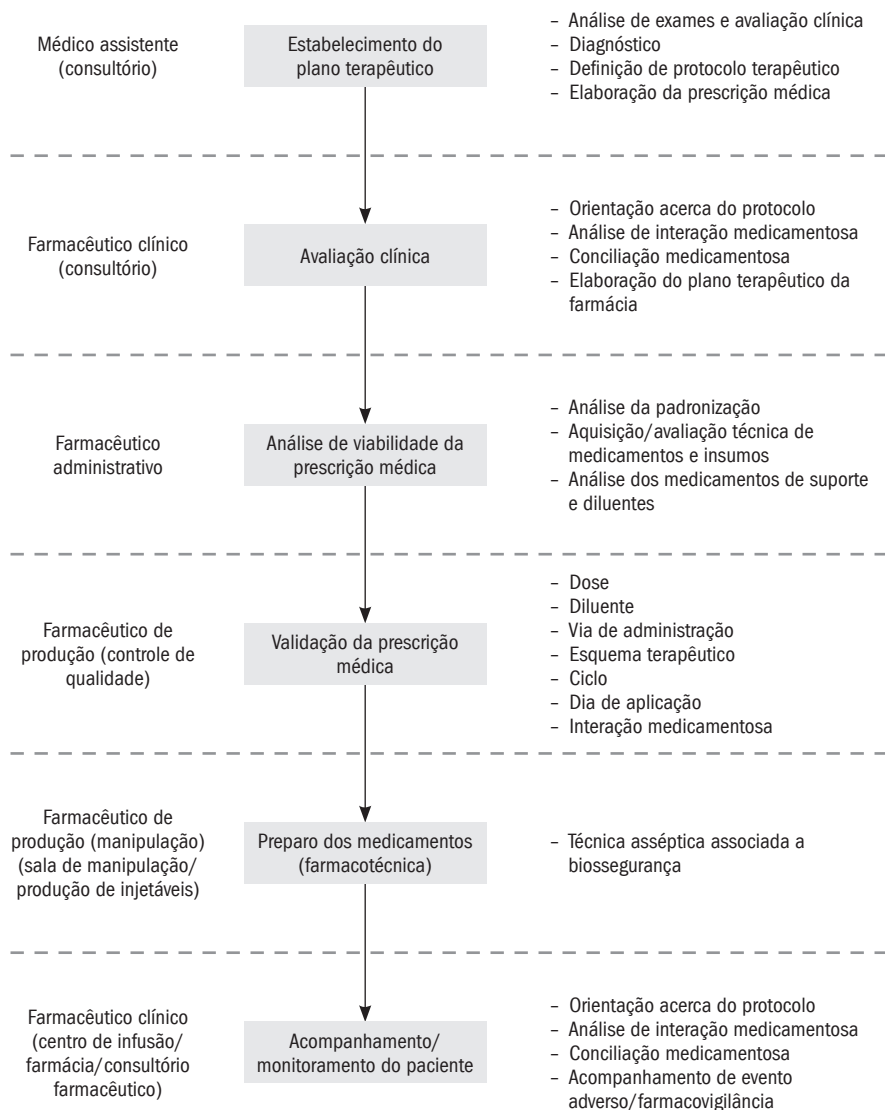 Médico assistente
(consultório)
Estabelecimento do
plano terapêutico
– Análise de exames e avaliação clínica
– Diagnóstico
– Definição de protocolo terapêutico
– Elaboração da prescrição médica
Farmacêutico clínico
(consultório)
Avaliação clínica
– Orientação acerca do protocolo
– Análise de interação medicamentosa
– Conciliação medicamentosa
– Elaboração do plano terapêutico da
farmácia
Farmacêutico
administrativo
Análise de viabilidade da
prescrição médica
– Análise da padronização
– Aquisição/avaliação técnica de
medicamentos e insumos
– Análise dos medicamentos de suporte
e diluentes
Farmacêutico de
produção (controle de
qualidade)
Validação da prescrição
médica
– Dose
– Diluente
– Via de administração
– Esquema terapêutico
– Ciclo
– Dia de aplicação
– Interação medicamentosa
Farmacêutico de
produção (manipulação)
(sala de manipulação/
produção de injetáveis)
Preparo dos medicamentos
(farmacotécnica)
– Técnica asséptica associada a
biossegurança
Farmacêutico clínico
(centro de infusão/
farmácia/consultório
farmacêutico)
Acompanhamento/
monitoramento do paciente
– Orientação acerca do protocolo
– Análise de interação medicamentosa
– Conciliação medicamentosa
– Acompanhamento de evento
adverso/farmacovigilância